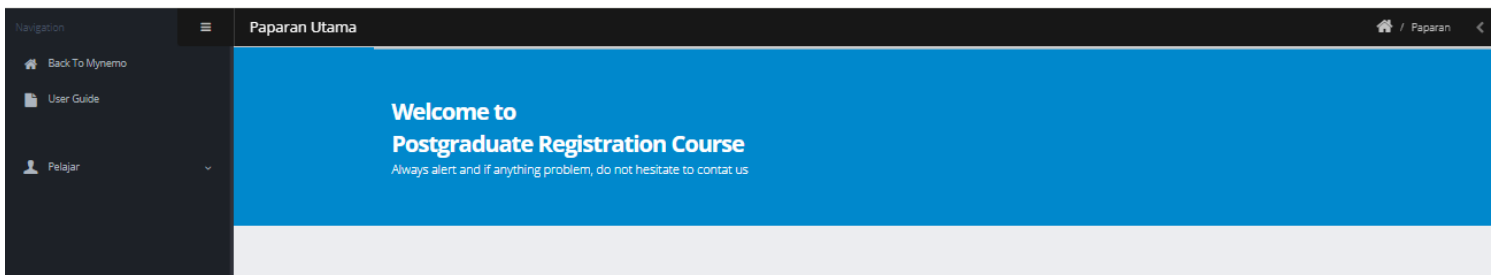 Navigation
Paparan Utama
/ Paparan
Back To Mynemo
User Guide
Pelajar
Welcome to
Postgraduate Registration Course
Always alert and if anything problem, do not hesitate to contat us